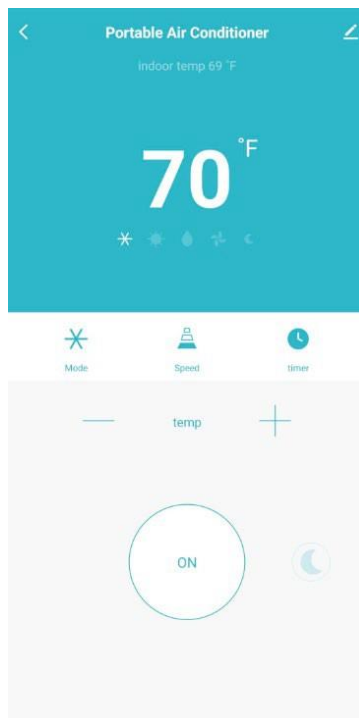 Portable Air Conditioner
indoor temp 69 °F
70 °F
Mode Speed timer
temp
ON